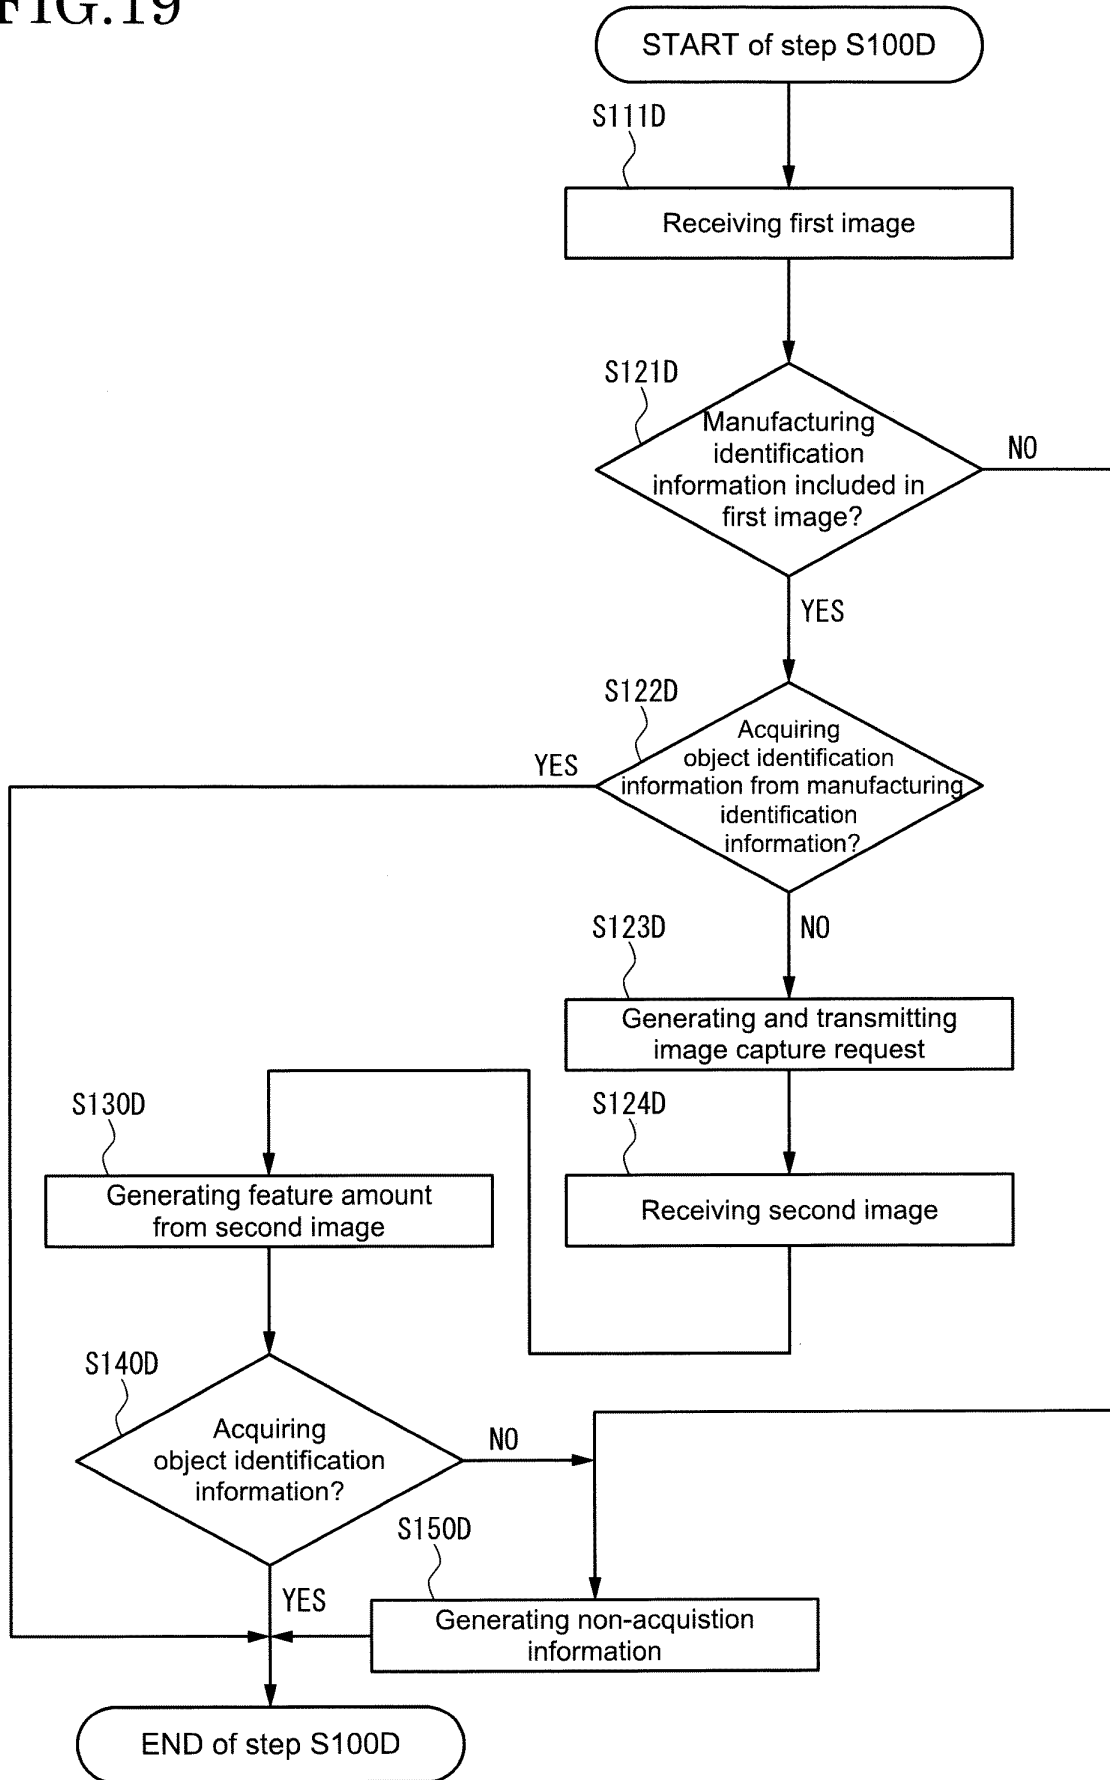 FIG.19
START of step S100D
S111D
Receiving first image
S121D
Manufacturing
identification
information included in
first image?
NO
YES
S122D
Acquiring
object identification
information from manufacturing
identification
information?
YES
NO
S123D
Generating and transmitting
image capture request
S124D
Receiving second image
S130D
Generating feature amount
from second image
S140D
Acquiring
object identification
information?
NO
YES
S150D
Generating non-acquistion
information
END of step S100D